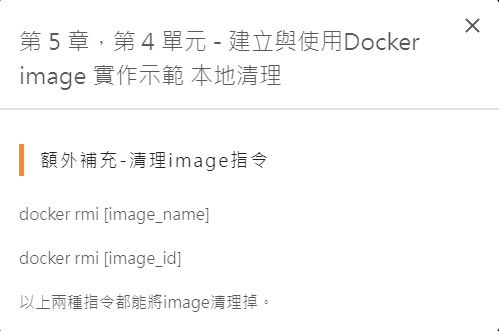 第 5 章，第 4 單元 - 建立與使用Docker
image 實作示範 本地清理
額外補充-清理image指令
docker rmi [image_name]
docker rmi [image_id]
以上兩種指令都能將image清理掉。